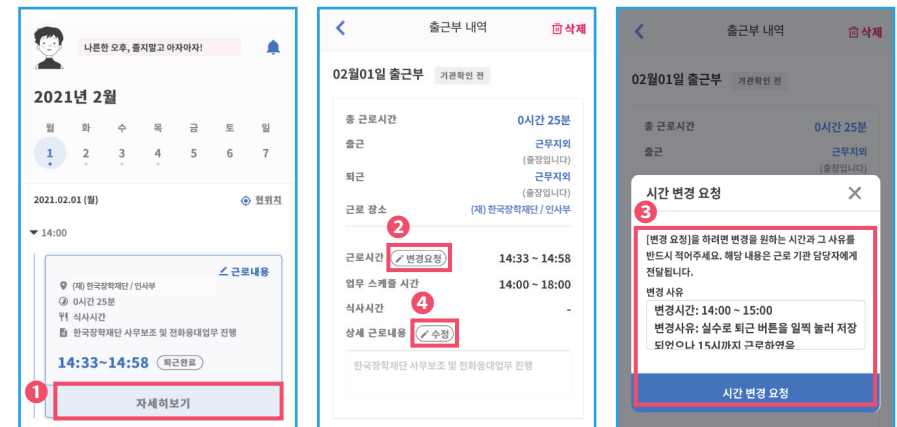 나른한 오후, 졸지말고 아자아자!
2021년 2월
월 화 수 목 금 토 일
1 2 3 4 5 6 7
2021.02.01 (월)
현위치
14:00
근로내용
(재) 한국장학재단 / 인사부
0시간 25분
식사시간
한국장학재단 사무보조 및 전화응대업무 진행
14:33~14:58 퇴근완료
1
자세히보기
출근부 내역
삭제
02월01일 출근부 기관확인 전
총 근로시간 0시간 25분
출근 근무지외
(출장입니다)
퇴근 근무지외
(출장입니다)
근로 장소 (재) 한국장학재단 / 인사부
2
근로시간 변경요청 14:33 ~ 14:58
업무 스케줄 시간 14:00 ~ 18:00
식사시간 -
4
상세 근로내용 수정
한국장학재단 사무보조 및 전화응대업무 진행
출근부 내역
삭제
02월01일 출근부 기관확인 전
총 근로시간 0시간 25분
출근 근무지외
(출장입니다)
시간 변경 요청
3
[변경 요청]을 하려면 변경을 원하는 시간과 그 사유를
반드시 적어주세요. 해당 내용은 근로 기관 담당자에게
전달됩니다.
변경 사유
변경시간: 14:00 ~ 15:00
변경사유: 실수로 퇴근 버튼을 일찍 눌러 저장
되었으나 15시까지 근로하였음
시간 변경 요청